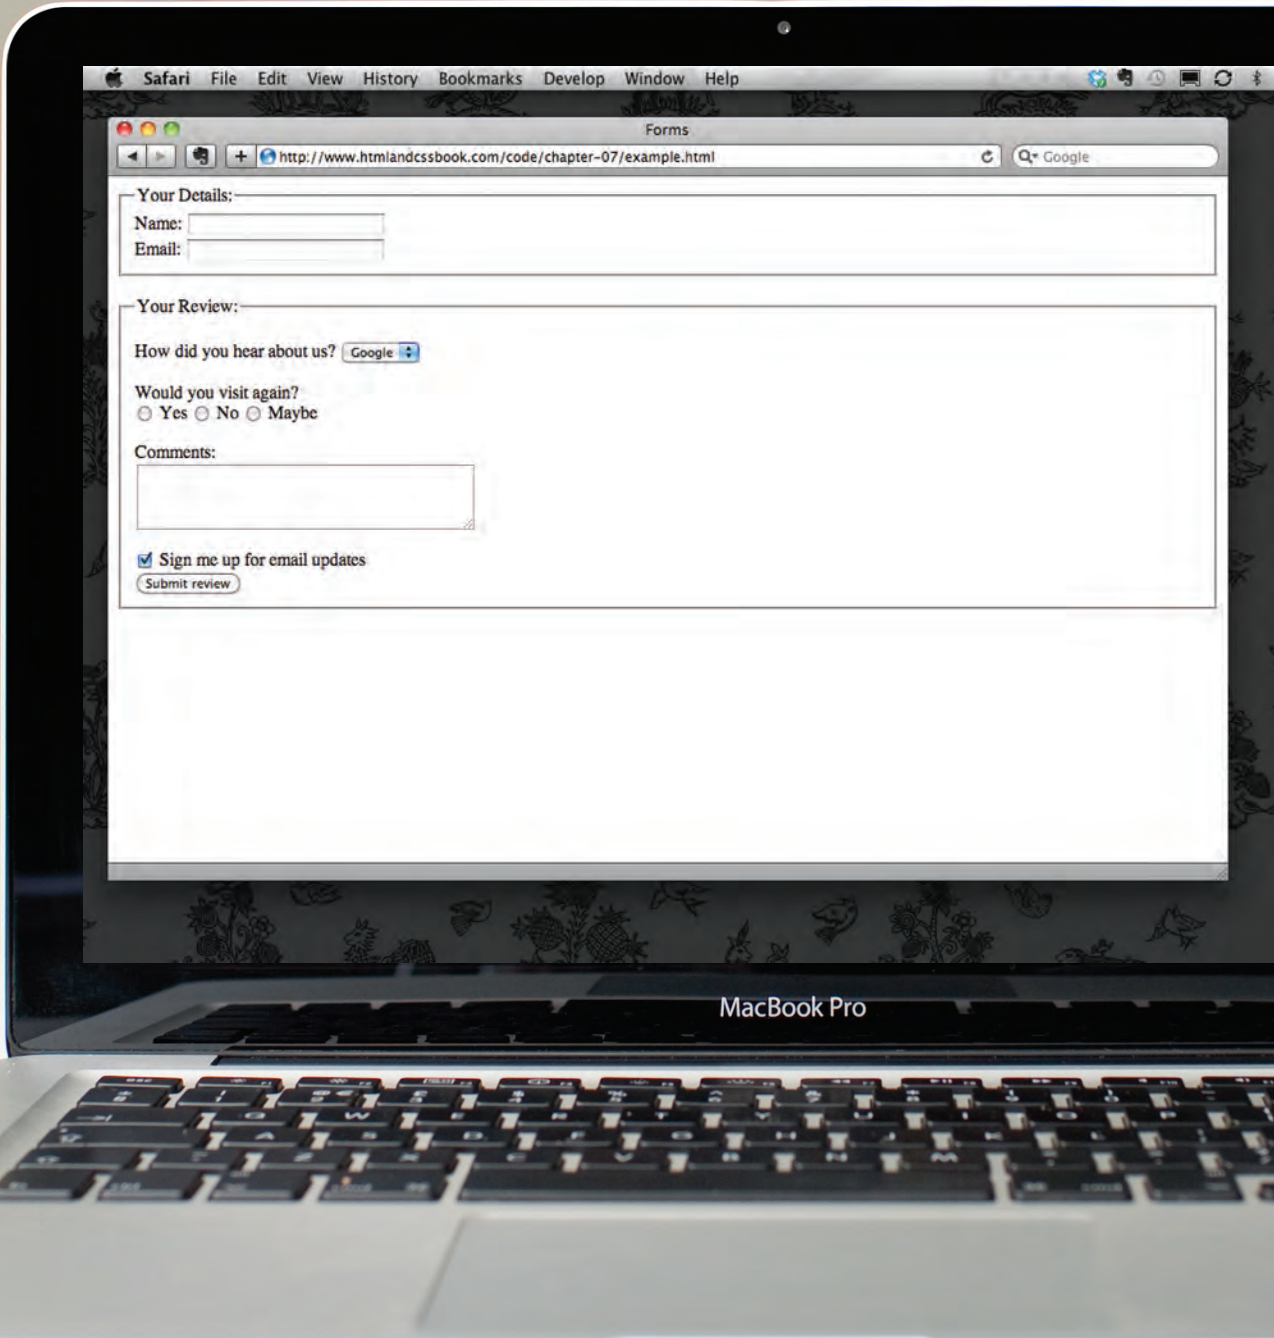 Safari File Edit View History Bookmarks Develop Window Help
Forms
http://www.htmlandcssbook.com/code/chapter-07/example.html
Google
Your Details:
Name:
Email:
Your Review:
How did you hear about us? Google
Would you visit again?
Yes No Maybe
Comments:
Sign me up for email updates
Submit review
MacBook Pro